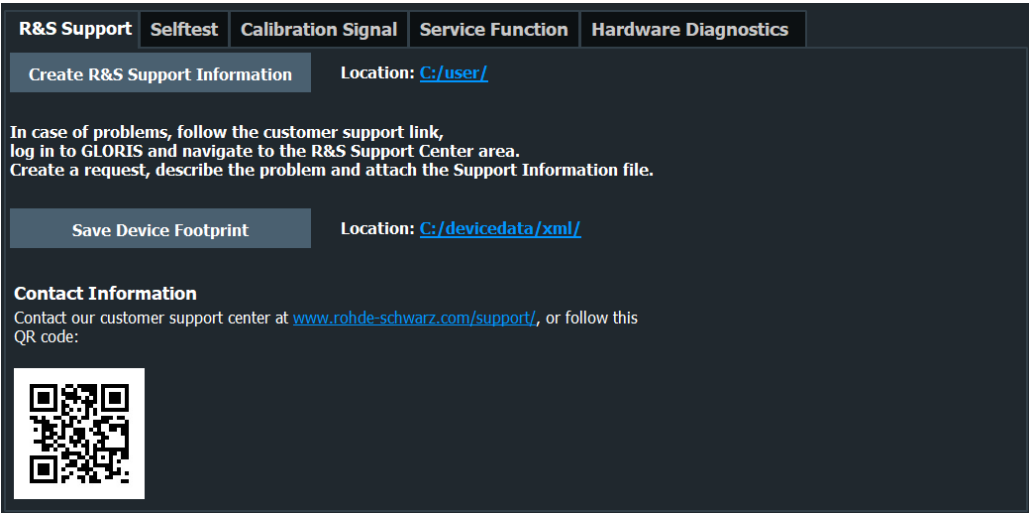 R&S Support Selftest Calibration Signal Service Function Hardware Diagnostics
Create R&S Support Information Location: C:/user/
In case of problems, follow the customer support link,
log in to GLORIS and navigate to the R&S Support Center area.
Create a request, describe the problem and attach the Support Information file.
Save Device Footprint Location: C:/devicedata/xml/
Contact Information
Contact our customer support center at www.rohde-schwarz.com/support/, or follow this
QR code: